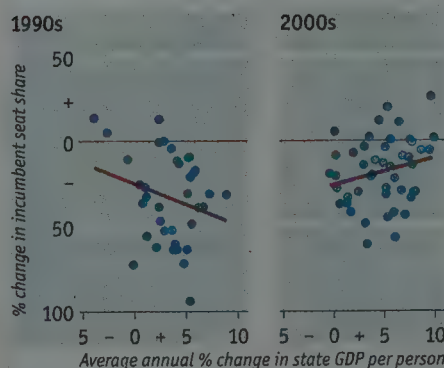 1990s
2000s
% change in incumbent seat share
50
+
0
–
50
100
5 – 0 + 5 10
5 – 0 + 5 10
Average annual % change in state GDP per person